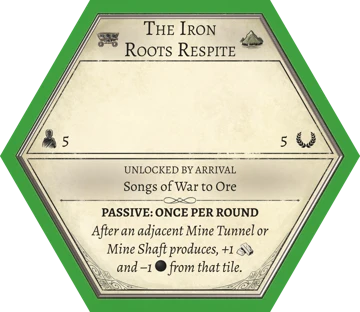 The Iron
Roots Respite
5 5
UNLOCKED BY ARRIVAL
Songs of War to Ore
PASSIVE: ONCE PER ROUND
After an adjacent Mine Tunnel or
Mine Shaft produces, +1
and −1 from that tile.